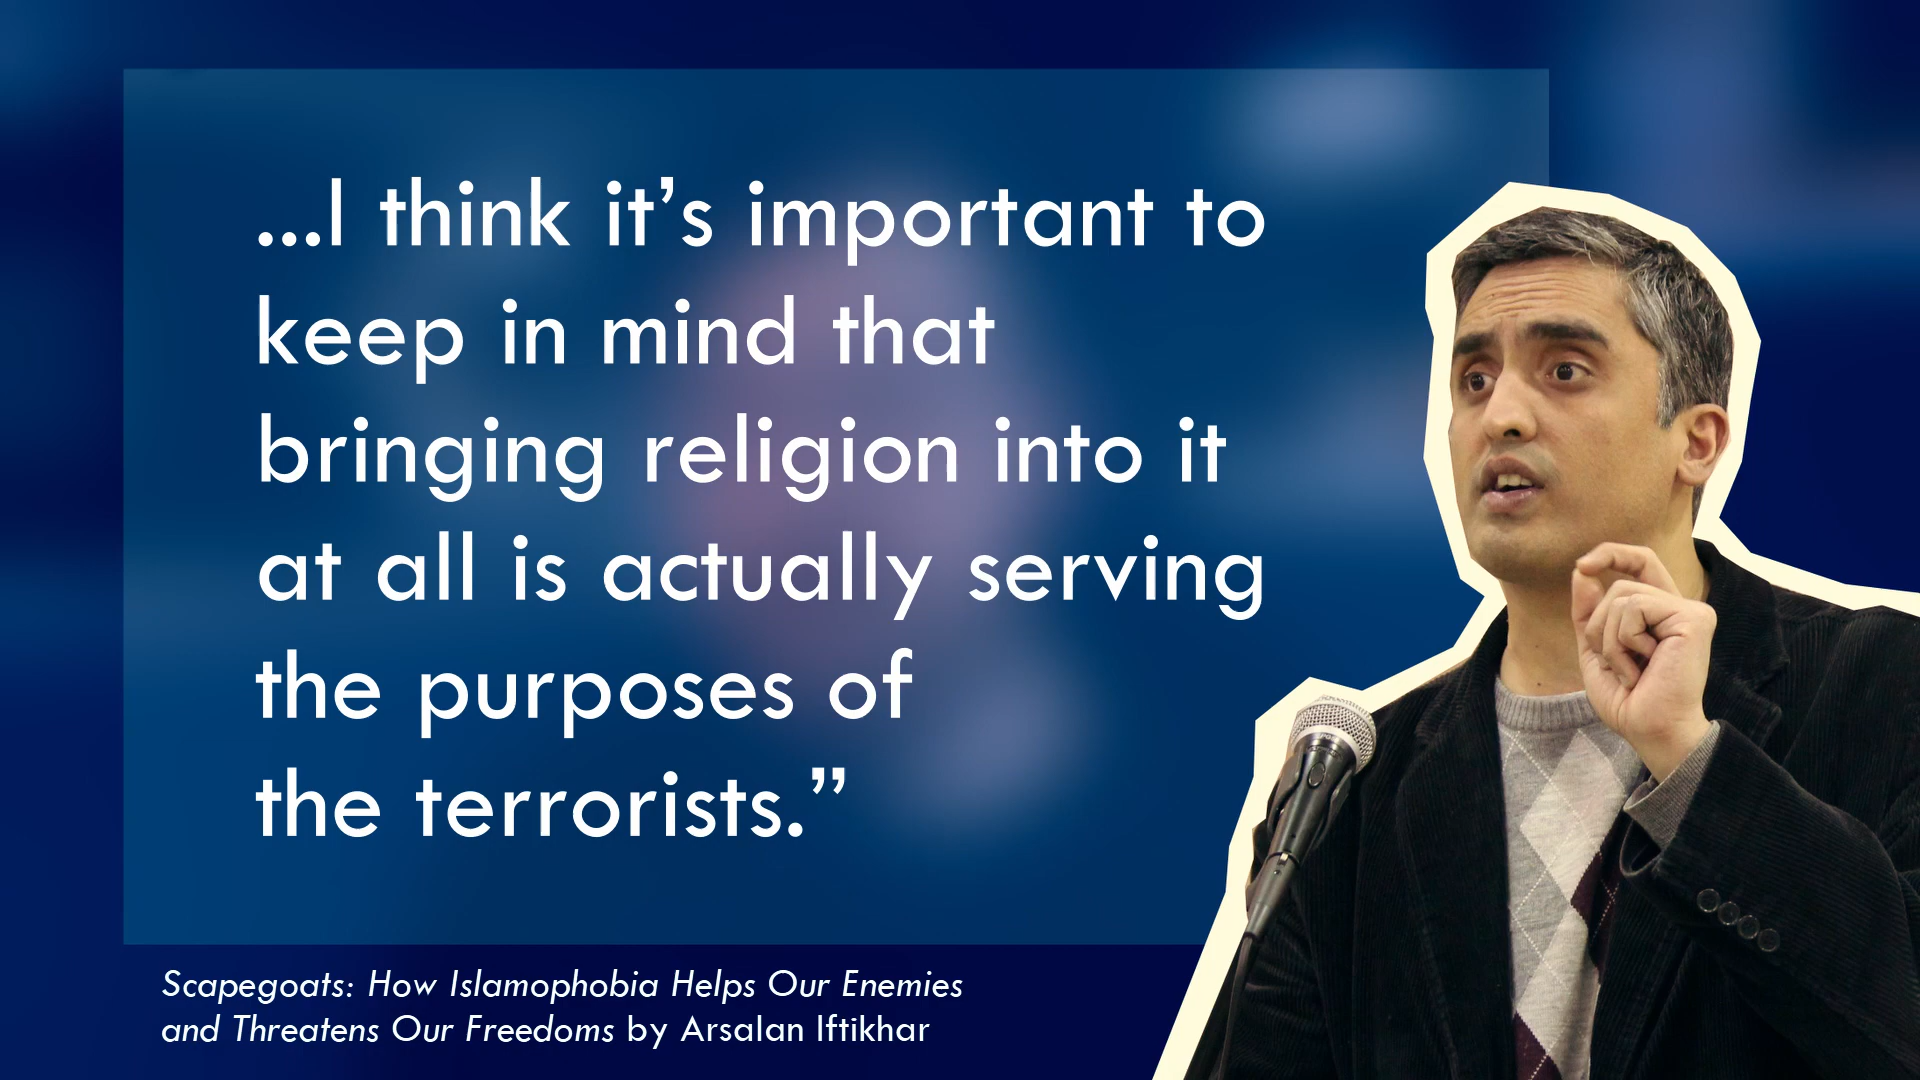 ...I think it’s important to
keep in mind that
bringing religion into it
at all is actually serving
the purposes of
the terrorists.”
Scapegoats: How Islamophobia Helps Our Enemies
and Threatens Our Freedoms by Arsalan Iftikhar